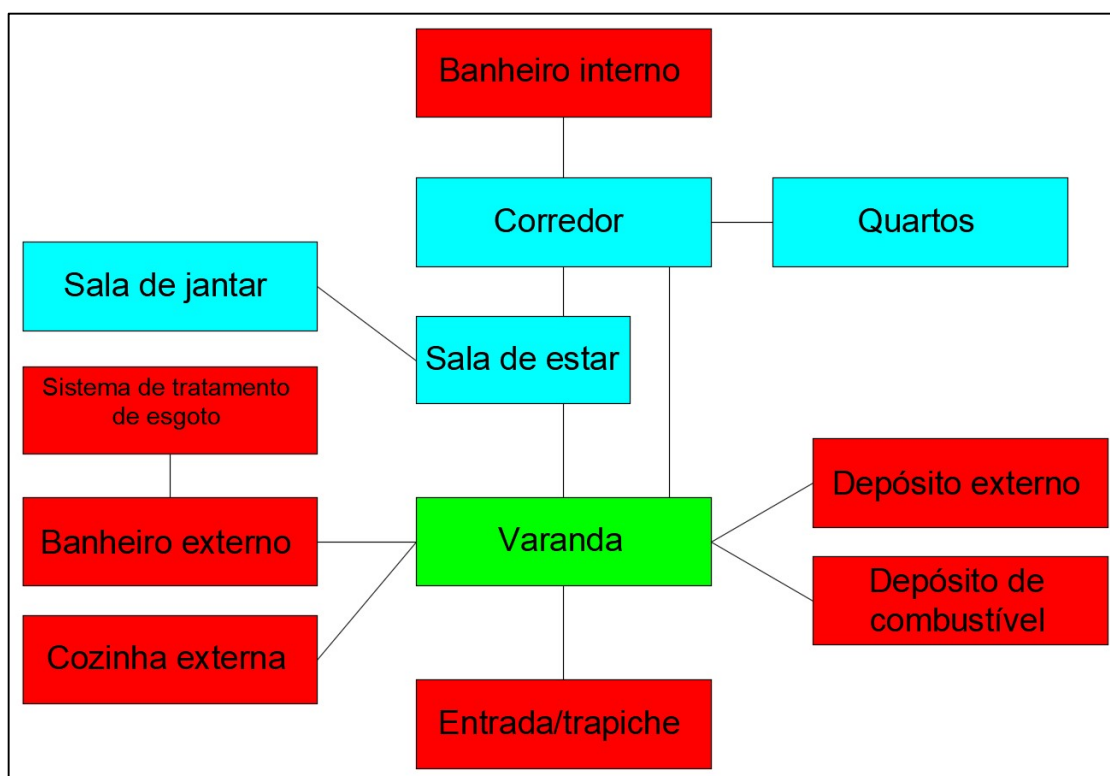 Banheiro interno
Corredor
Quartos
Sala de jantar
Sala de estar
Sistema de tratamento
de esgoto
Depósito externo
Banheiro externo
Varanda
Depósito de
combustível
Cozinha externa
Entrada/trapiche